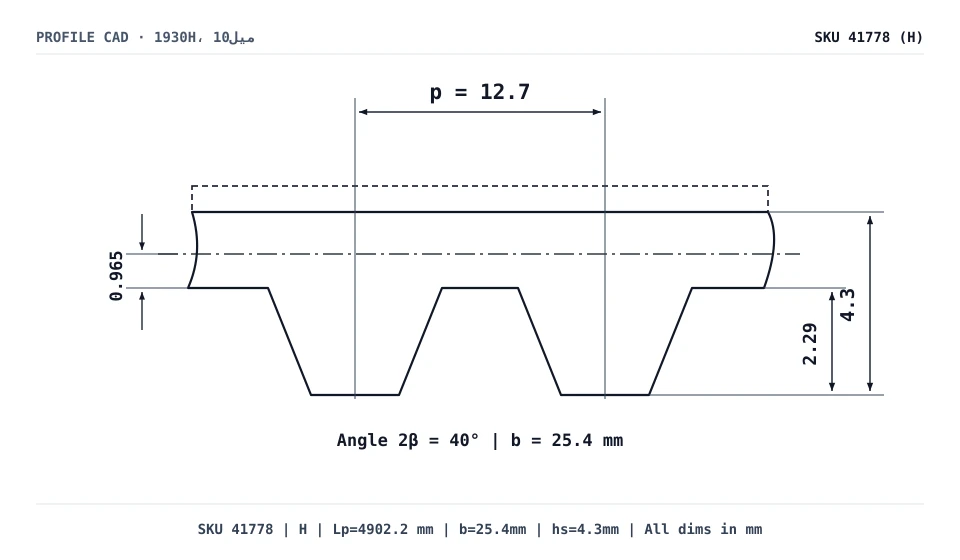 PROFILE CAD · 1930H، 10ميل
SKU 41778 (H)
p = 12.7
0.965
4.3
2.29
Angle 2β = 40° | b = 25.4 mm
SKU 41778 | H | Lp=4902.2 mm | b=25.4mm | hs=4.3mm | All dims in mm